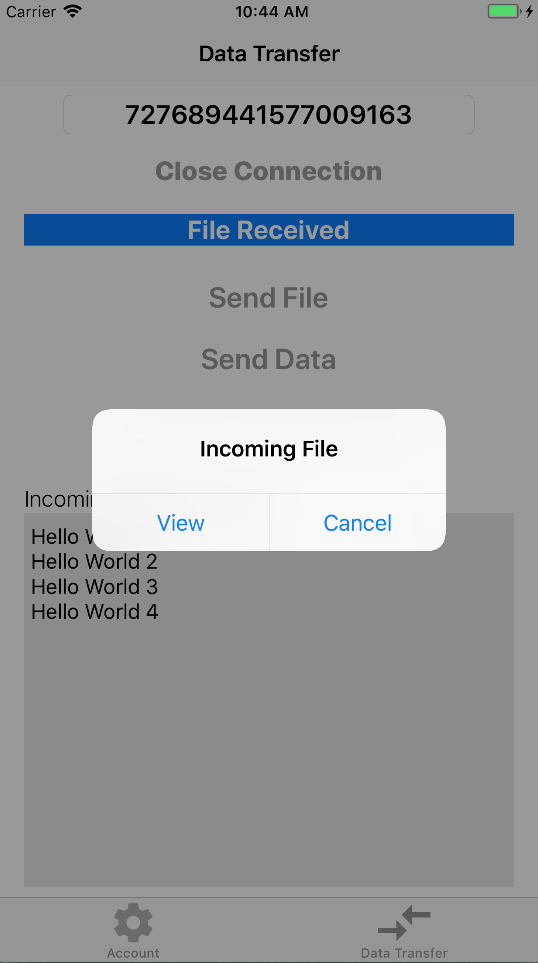 Carrier 10:44 AM
Data Transfer
727689441577009163
Close Connection
File Received
Send File
Send Data
Incoming File
View Cancel
Hello
Hello World 2
Hello World 3
Hello World 4
Account Data Transfer